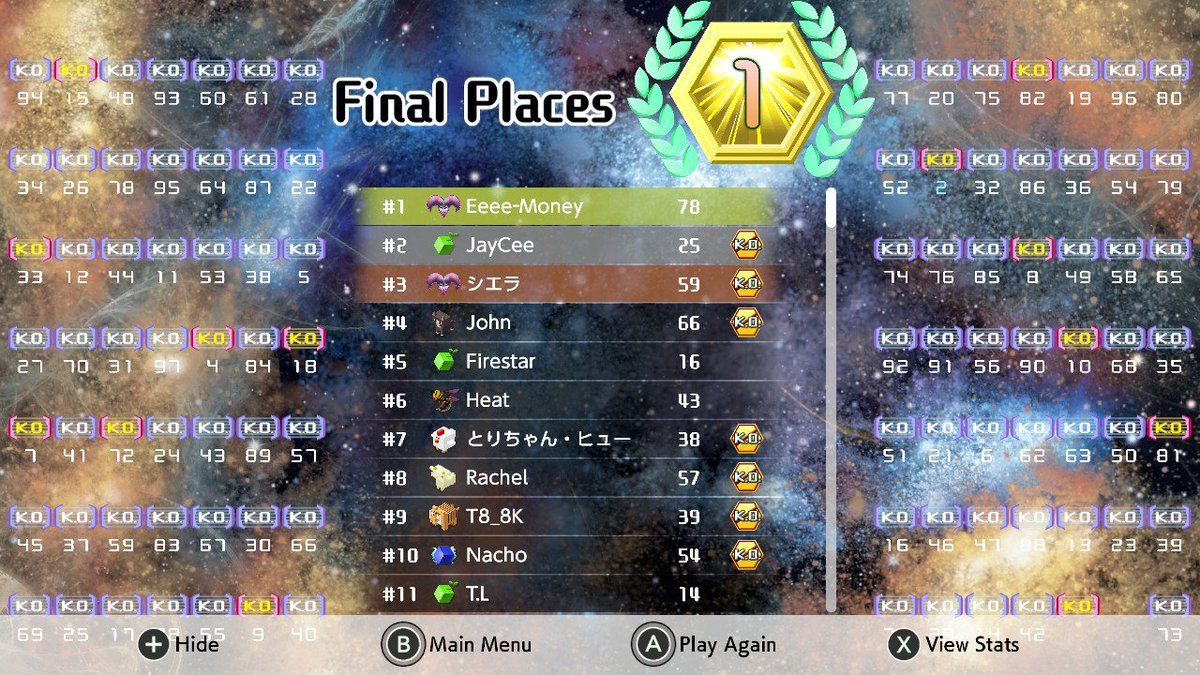 Final Places
1
K.O. K.O. K.O. K.O. K.O. K.O. K.O.
94 15 48 93 60 61 28
K.O. K.O. K.O. K.O. K.O. K.O. K.O.
34 26 78 95 64 87 22
K.O. K.O. K.O. K.O. K.O. K.O. K.O.
33 12 44 11 53 38 5
K.O. K.O. K.O. K.O. K.O. K.O. K.O.
27 70 31 97 4 84 18
K.O. K.O. K.O. K.O. K.O. K.O. K.O.
7 41 72 24 43 89 57
K.O. K.O. K.O. K.O. K.O. K.O. K.O.
45 37 59 83 67 30 66
K.O. K.O. K.O. K.O. K.O. K.O. K.O.
69 25 17 55 9 40
#1 Eeee-Money 78
#2 JayCee 25 K.O.
#3 シエラ 59 K.O.
#4 John 66 K.O.
#5 Firestar 16
#6 Heat 43
#7 とりちゃん・ヒュー 38 K.O.
#8 Rachel 57 K.O.
#9 T8_8K 39 K.O.
#10 Nacho 54 K.O.
#11 T.L 14
K.O. K.O. K.O. K.O. K.O. K.O. K.O.
77 20 75 82 19 96 80
K.O. K.O. K.O. K.O. K.O. K.O. K.O.
52 2 32 86 36 54 79
K.O. K.O. K.O. K.O. K.O. K.O. K.O.
74 76 85 8 49 58 65
K.O. K.O. K.O. K.O. K.O. K.O. K.O.
92 91 56 90 10 68 35
K.O. K.O. K.O. K.O. K.O. K.O. K.O.
51 21 6 62 63 50 81
K.O. K.O. K.O. K.O. K.O. K.O. K.O.
16 46 47 88 13 23 39
K.O. K.O. K.O. K.O. K.O. K.O.
42 73
+ Hide
B Main Menu
A Play Again
X View Stats